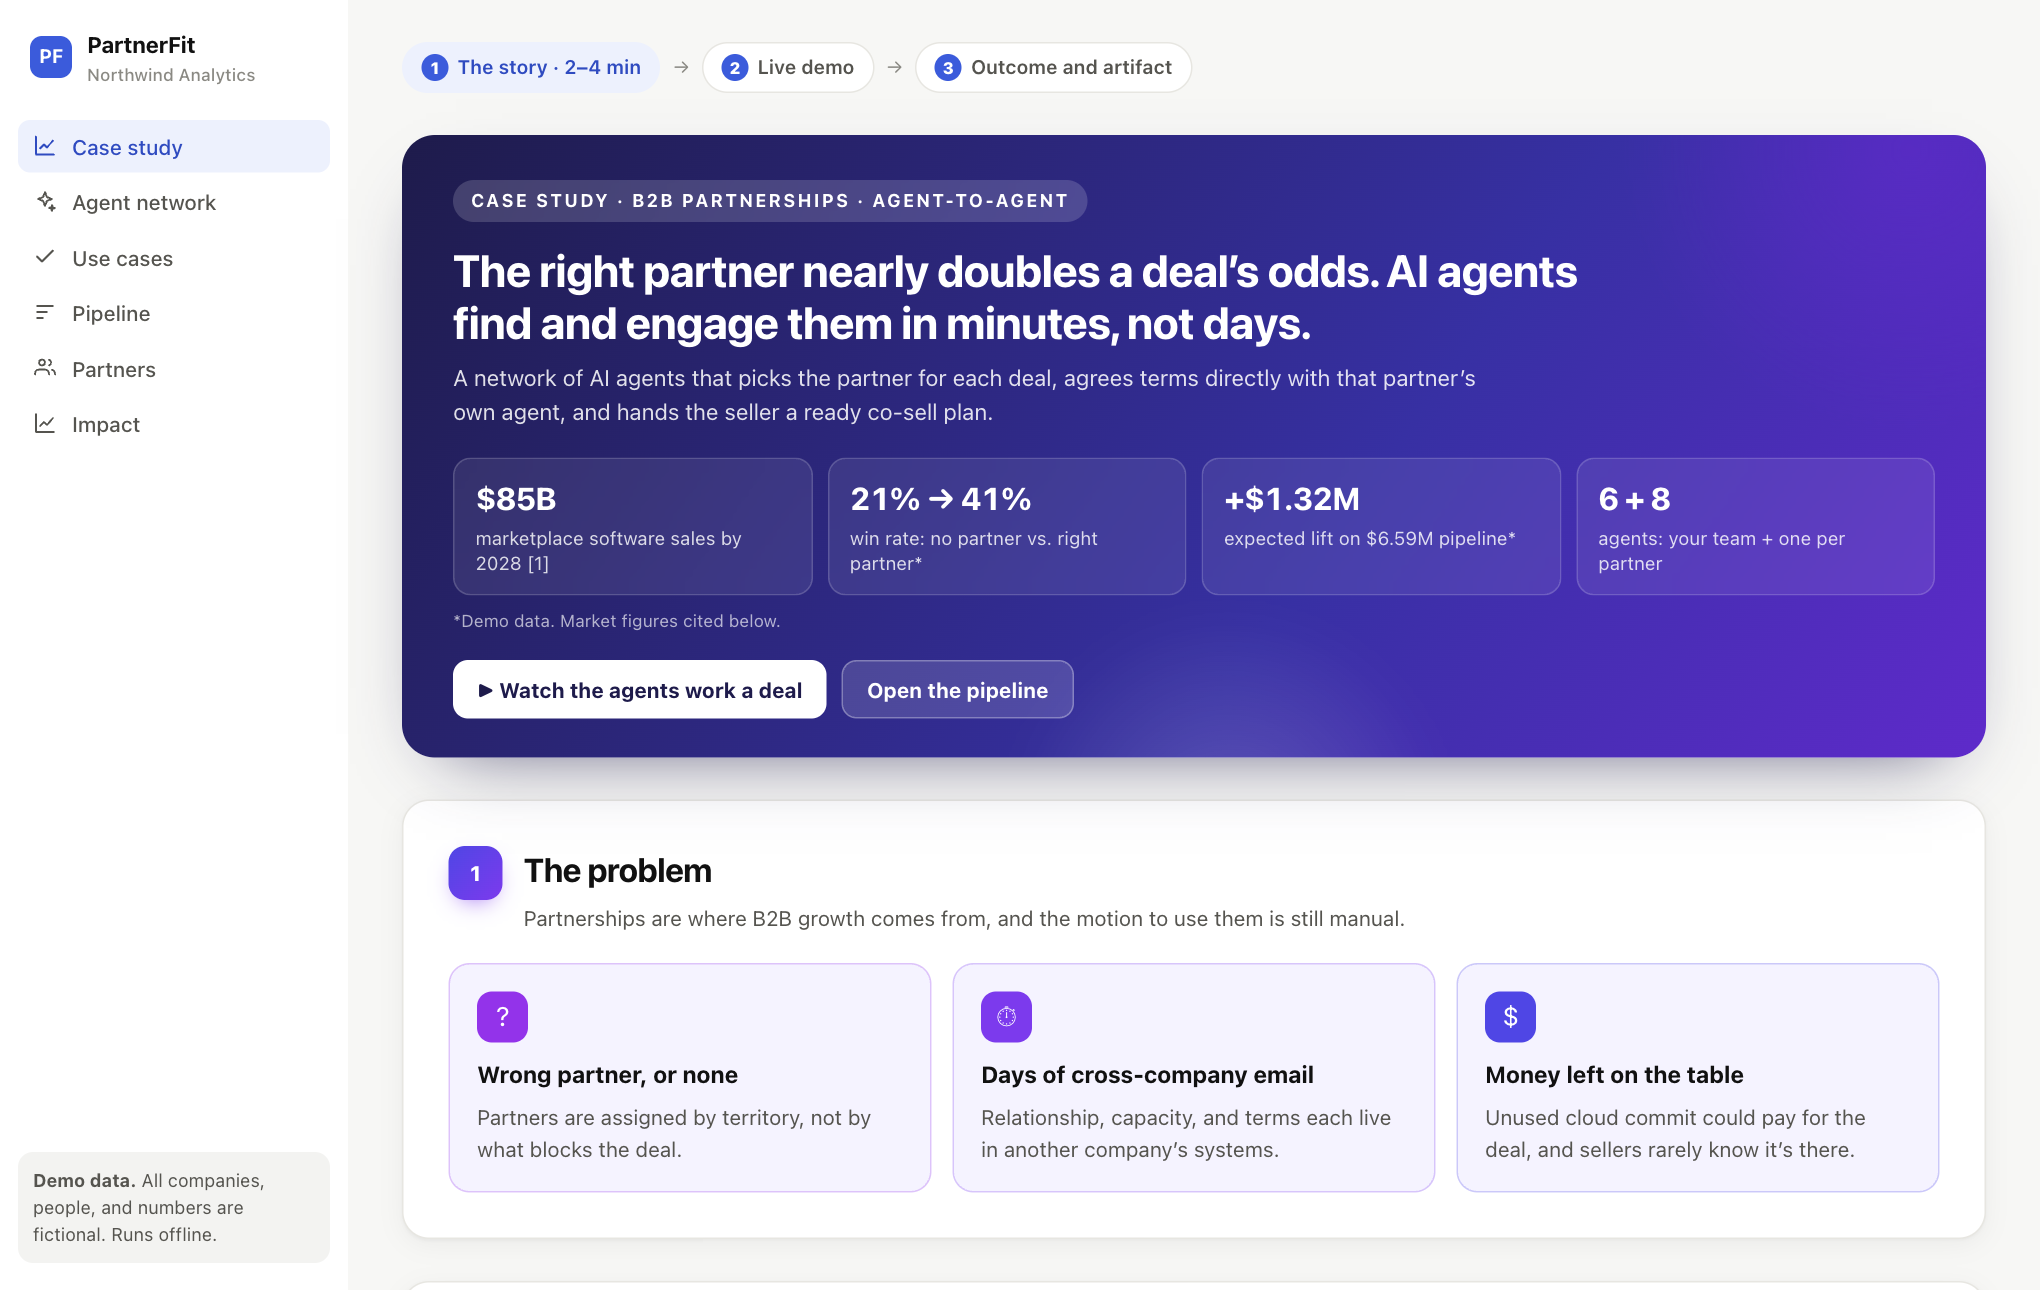 PF
PartnerFit
Northwind Analytics
Case study
Agent network
Use cases
Pipeline
Partners
Impact
Demo data. All companies,
people, and numbers are
fictional. Runs offline.
1 The story · 2–4 min → 2 Live demo → 3 Outcome and artifact
CASE STUDY · B2B PARTNERSHIPS · AGENT-TO-AGENT
The right partner nearly doubles a deal’s odds. AI agents
find and engage them in minutes, not days.
A network of AI agents that picks the partner for each deal, agrees terms directly with that partner’s
own agent, and hands the seller a ready co-sell plan.
$85B
marketplace software sales by
2028 [1]
21% → 41%
win rate: no partner vs. right
partner*
+$1.32M
expected lift on $6.59M pipeline*
6 + 8
agents: your team + one per
partner
*Demo data. Market figures cited below.
▶ Watch the agents work a deal
Open the pipeline
1
The problem
Partnerships are where B2B growth comes from, and the motion to use them is still manual.
?
Wrong partner, or none
Partners are assigned by territory, not by
what blocks the deal.
⏱
Days of cross-company email
Relationship, capacity, and terms each live
in another company’s systems.
$
Money left on the table
Unused cloud commit could pay for the
deal, and sellers rarely know it’s there.